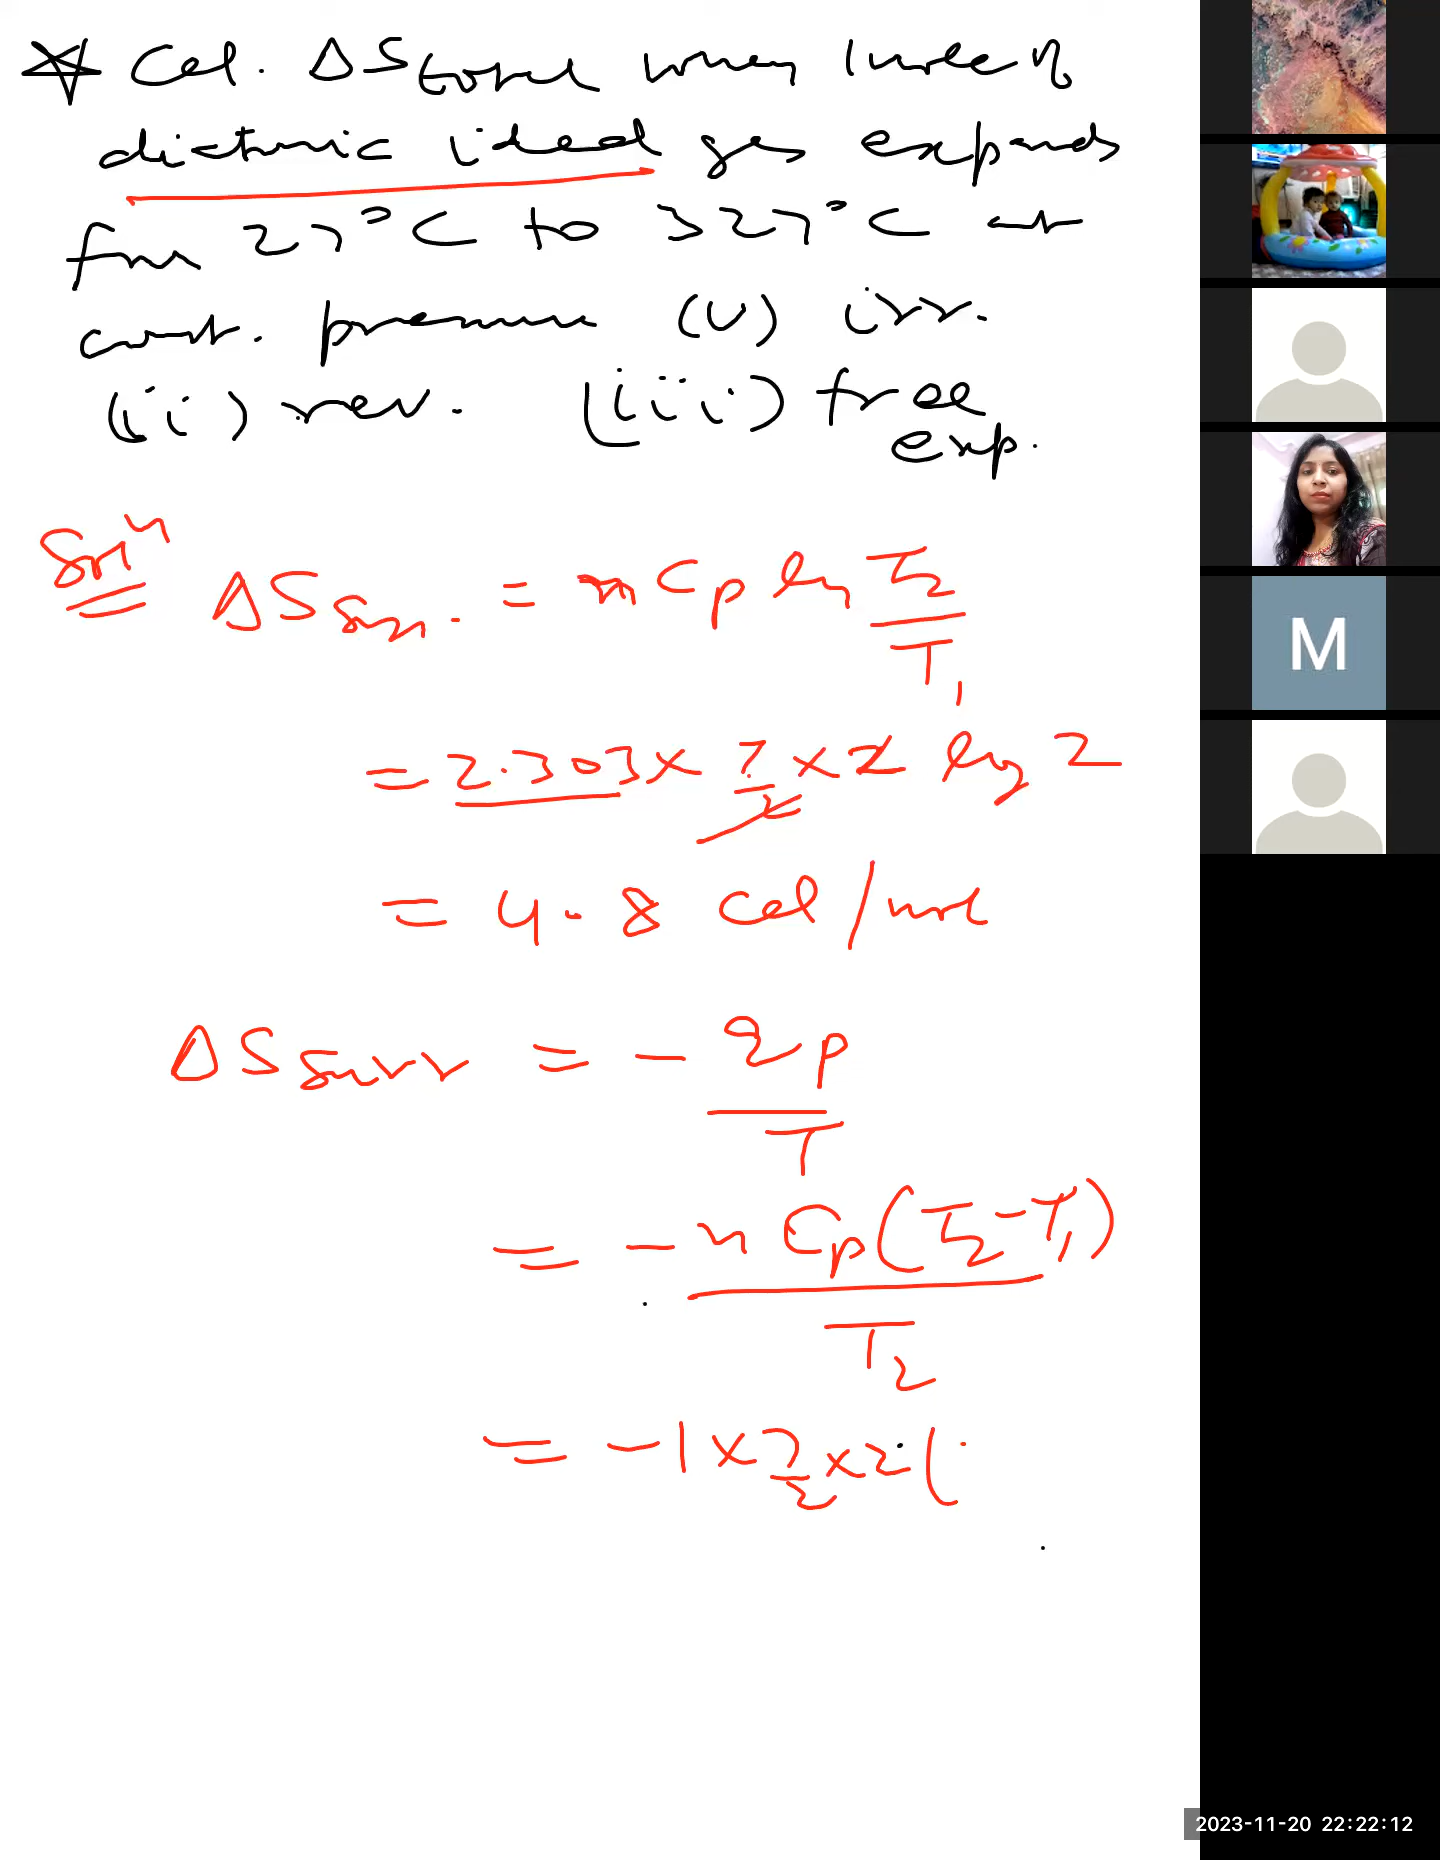 ☆ Cal. ΔS total when 1 mole of
diatomic ideal gas expands
from 27°C to 327°C at
const. pressure (i) irr.
(ii) rev. (iii) free
exp.
Solⁿ ΔS sys. = n Cp ln T₂/T₁
= 2.303 × 7/2 × 2 log 2
= 4.8 Cal/mol
ΔS surr = - qp/T
= - n Cp (T₂-T₁)/T₂
= -1 × 7/2 × 2 (
M
2023-11-20 22:22:12